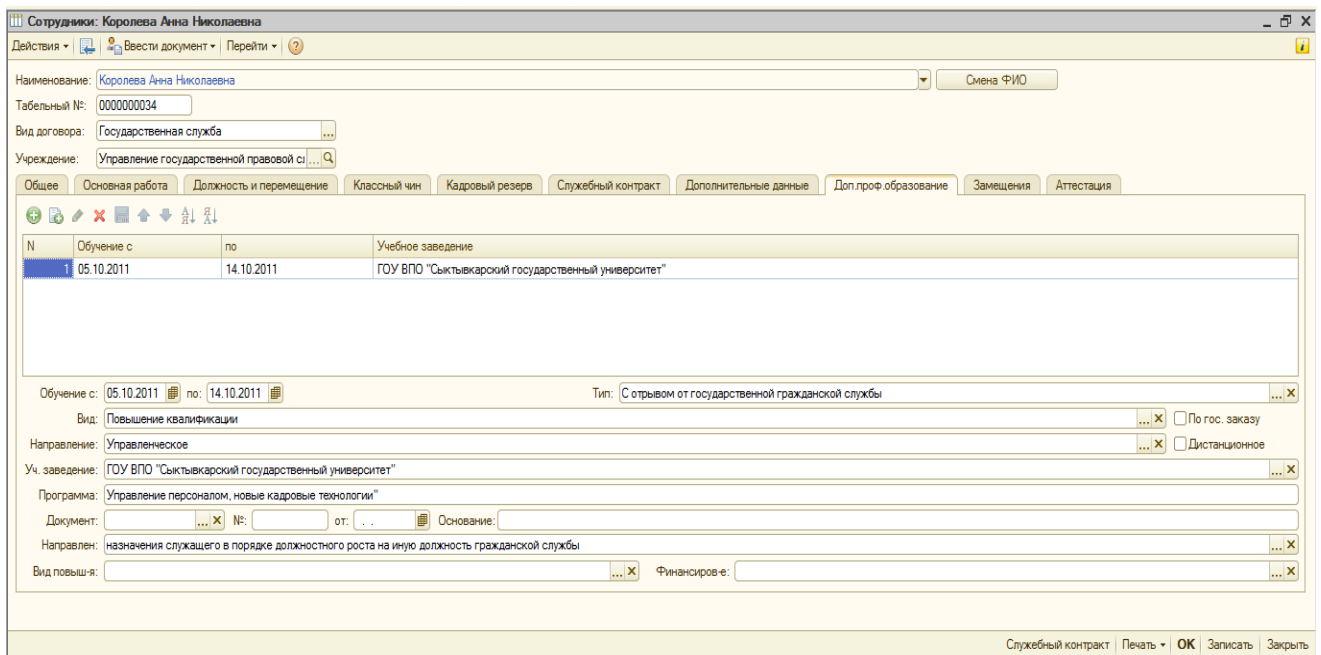 Сотрудники: Королева Анна Николаевна
Действия Ввести документ Перейти ?
Наименование: Королева Анна Николаевна Смена ФИО
Табельный №: 0000000034
Вид договора: Государственная служба ...
Учреждение: Управление государственной правовой сл ...
Общее Основная работа Должность и перемещение Классный чин Кадровый резерв Служебный контракт Дополнительные данные Доп.проф.образование Замещения Аттестация
N Обучение с по Учебное заведение
1 05.10.2011 14.10.2011 ГОУ ВПО "Сыктывкарский государственный университет"
Обучение с: 05.10.2011 по: 14.10.2011 Тип: С отрывом от государственной гражданской службы ... x
Вид: Повышение квалификации ... x По гос. заказу
Направление: Управленческое ... x Дистанционное
Уч. заведение: ГОУ ВПО "Сыктывкарский государственный университет" ... x
Программа: Управление персоналом, новые кадровые технологии"
Документ: ... x №: от: . . Основание:
Направлен: назначения служащего в порядке должностного роста на иную должность гражданской службы ... x
Вид повыш-я: ... x Финансиров-е: ... x
Служебный контракт Печать OK Записать Закрыть